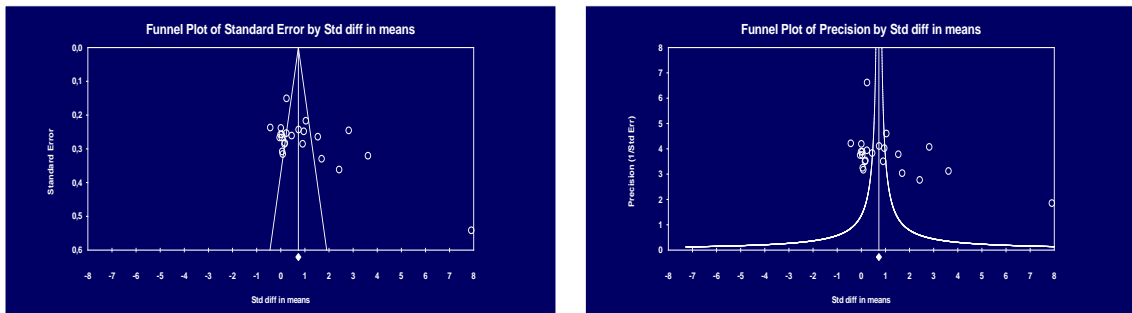 Funnel Plot of Standard Error by Std diff in means
0,0
0,1
0,2
0,3
0,4
0,5
0,6
Standard Error
-8 -7 -6 -5 -4 -3 -2 -1 0 1 2 3 4 5 6 7 8
Std diff in means
Funnel Plot of Precision by Std diff in means
8
7
6
5
4
3
2
1
0
Precision (1/Std Err)
-8 -7 -6 -5 -4 -3 -2 -1 0 1 2 3 4 5 6 7 8
Std diff in means